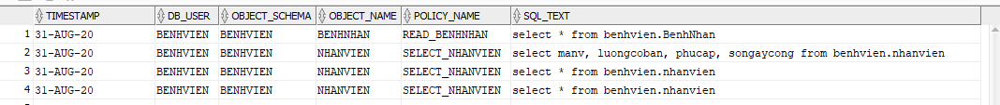 TIMESTAMP DB_USER OBJECT_SCHEMA OBJECT_NAME POLICY_NAME SQL_TEXT
1 31-AUG-20 BENHVIEN BENHVIEN BENHNHAN READ_BENHNHAN select * from benhvien.BenhNhan
2 31-AUG-20 BENHVIEN BENHVIEN NHANVIEN SELECT_NHANVIEN select manv, luongcoban, phucap, songaycong from benhvien.nhanvien
3 31-AUG-20 BENHVIEN BENHVIEN NHANVIEN SELECT_NHANVIEN select * from benhvien.nhanvien
4 31-AUG-20 BENHVIEN BENHVIEN NHANVIEN SELECT_NHANVIEN select * from benhvien.nhanvien